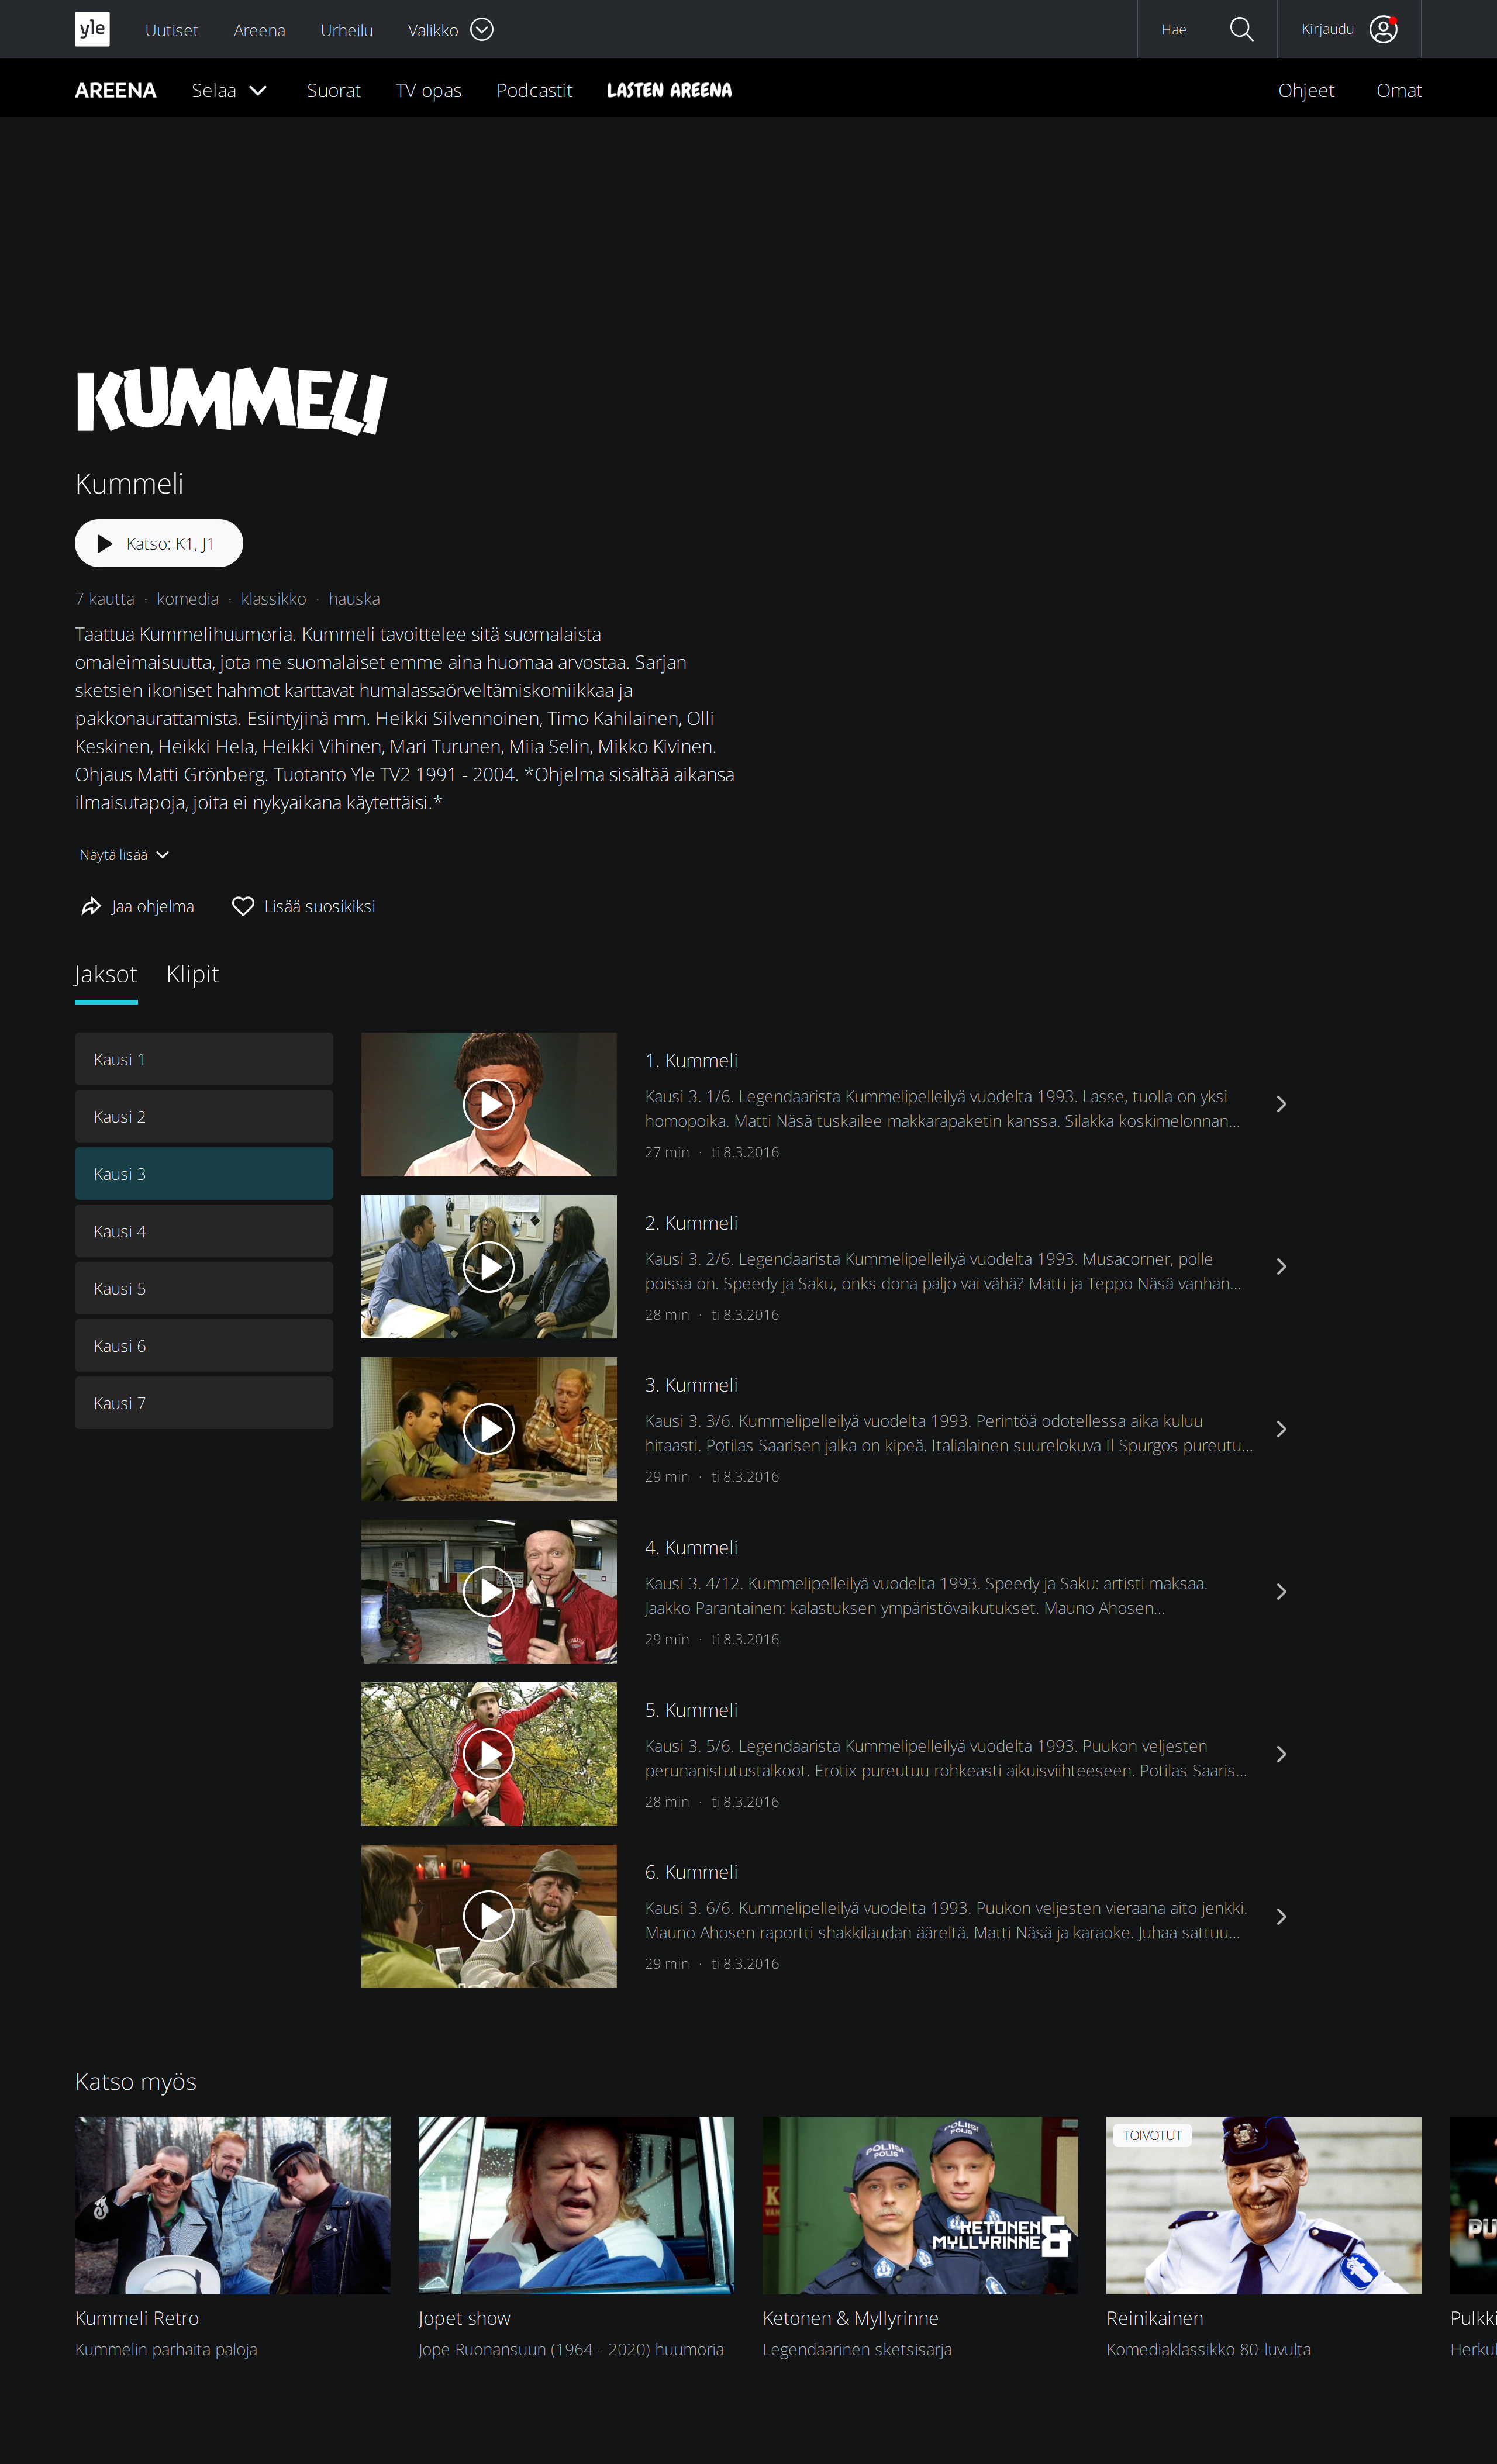 yle
Uutiset
Areena
Urheilu
Valikko
Hae
Kirjaudu
AREENA
Selaa
Suorat
TV-opas
Podcastit
LASTEN AREENA
Ohjeet
Omat
KUMMELI
Kummeli
Katso: K1, J1
7 kautta · komedia · klassikko · hauska
Taattua Kummelihuumoria. Kummeli tavoittelee sitä suomalaista
omaleimaisuutta, jota me suomalaiset emme aina huomaa arvostaa. Sarjan
sketsien ikoniset hahmot karttavat humalassaörveltämiskomiikkaa ja
pakkonaurattamista. Esiintyjinä mm. Heikki Silvennoinen, Timo Kahilainen, Olli
Keskinen, Heikki Hela, Heikki Vihinen, Mari Turunen, Miia Selin, Mikko Kivinen.
Ohjaus Matti Grönberg. Tuotanto Yle TV2 1991 - 2004. *Ohjelma sisältää aikansa
ilmaisutapoja, joita ei nykyaikana käytettäisi.*
Näytä lisää
Jaa ohjelma
Lisää suosikiksi
Jaksot
Klipit
Kausi 1
Kausi 2
Kausi 3
Kausi 4
Kausi 5
Kausi 6
Kausi 7
1. Kummeli
Kausi 3. 1/6. Legendaarista Kummelipelleilyä vuodelta 1993. Lasse, tuolla on yksi
homopoika. Matti Näsä tuskailee makkarapaketin kanssa. Silakka koskimelonnan...
27 min · ti 8.3.2016
2. Kummeli
Kausi 3. 2/6. Legendaarista Kummelipelleilyä vuodelta 1993. Musacorner, polle
poissa on. Speedy ja Saku, onks dona paljo vai vähä? Matti ja Teppo Näsä vanhan...
28 min · ti 8.3.2016
3. Kummeli
Kausi 3. 3/6. Kummelipelleilyä vuodelta 1993. Perintöä odotellessa aika kuluu
hitaasti. Potilas Saarisen jalka on kipeä. Italialainen suurelokuva Il Spurgos pureutu...
29 min · ti 8.3.2016
4. Kummeli
Kausi 3. 4/12. Kummelipelleilyä vuodelta 1993. Speedy ja Saku: artisti maksaa.
Jaakko Parantainen: kalastuksen ympäristövaikutukset. Mauno Ahosen...
29 min · ti 8.3.2016
5. Kummeli
Kausi 3. 5/6. Legendaarista Kummelipelleilyä vuodelta 1993. Puukon veljesten
perunanistutustalkoot. Erotix pureutuu rohkeasti aikuisviihteeseen. Potilas Saaris...
28 min · ti 8.3.2016
6. Kummeli
Kausi 3. 6/6. Kummelipelleilyä vuodelta 1993. Puukon veljesten vieraana aito jenkki.
Mauno Ahosen raportti shakkilaudan ääreltä. Matti Näsä ja karaoke. Juhaa sattuu...
29 min · ti 8.3.2016
Katso myös
POLIISI
POLIS
POLIISI
POLIS
KETONEN &
MYLLYRINNE
TOIVOTUT
PU
Kummeli Retro
Kummelin parhaita paloja
Jopet-show
Jope Ruonansuun (1964 - 2020) huumoria
Ketonen & Myllyrinne
Legendaarinen sketsisarja
Reinikainen
Komediaklassikko 80-luvulta
Pulkki
Herkul